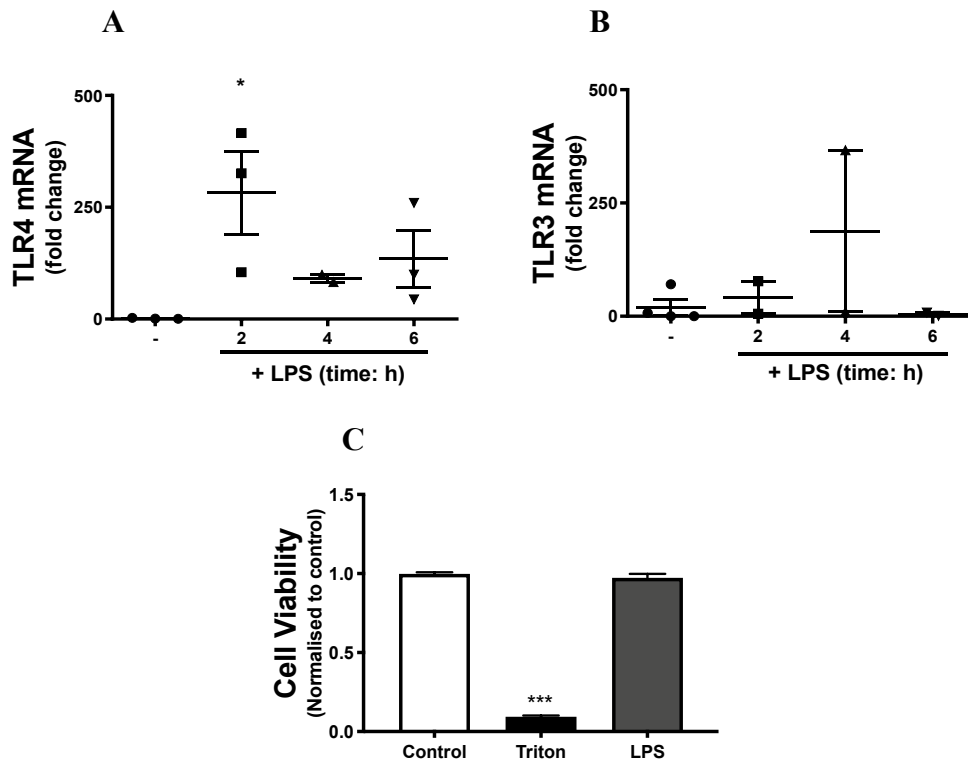 A
*
500
250
0
TLR4 mRNA
(fold change)
- 2 4 6
+ LPS (time: h)
B
500
250
0
TLR3 mRNA
(fold change)
- 2 4 6
+ LPS (time: h)
C
1.5
1.0
0.5
0.0
Cell Viability
(Normalised to control)
***
Control Triton LPS